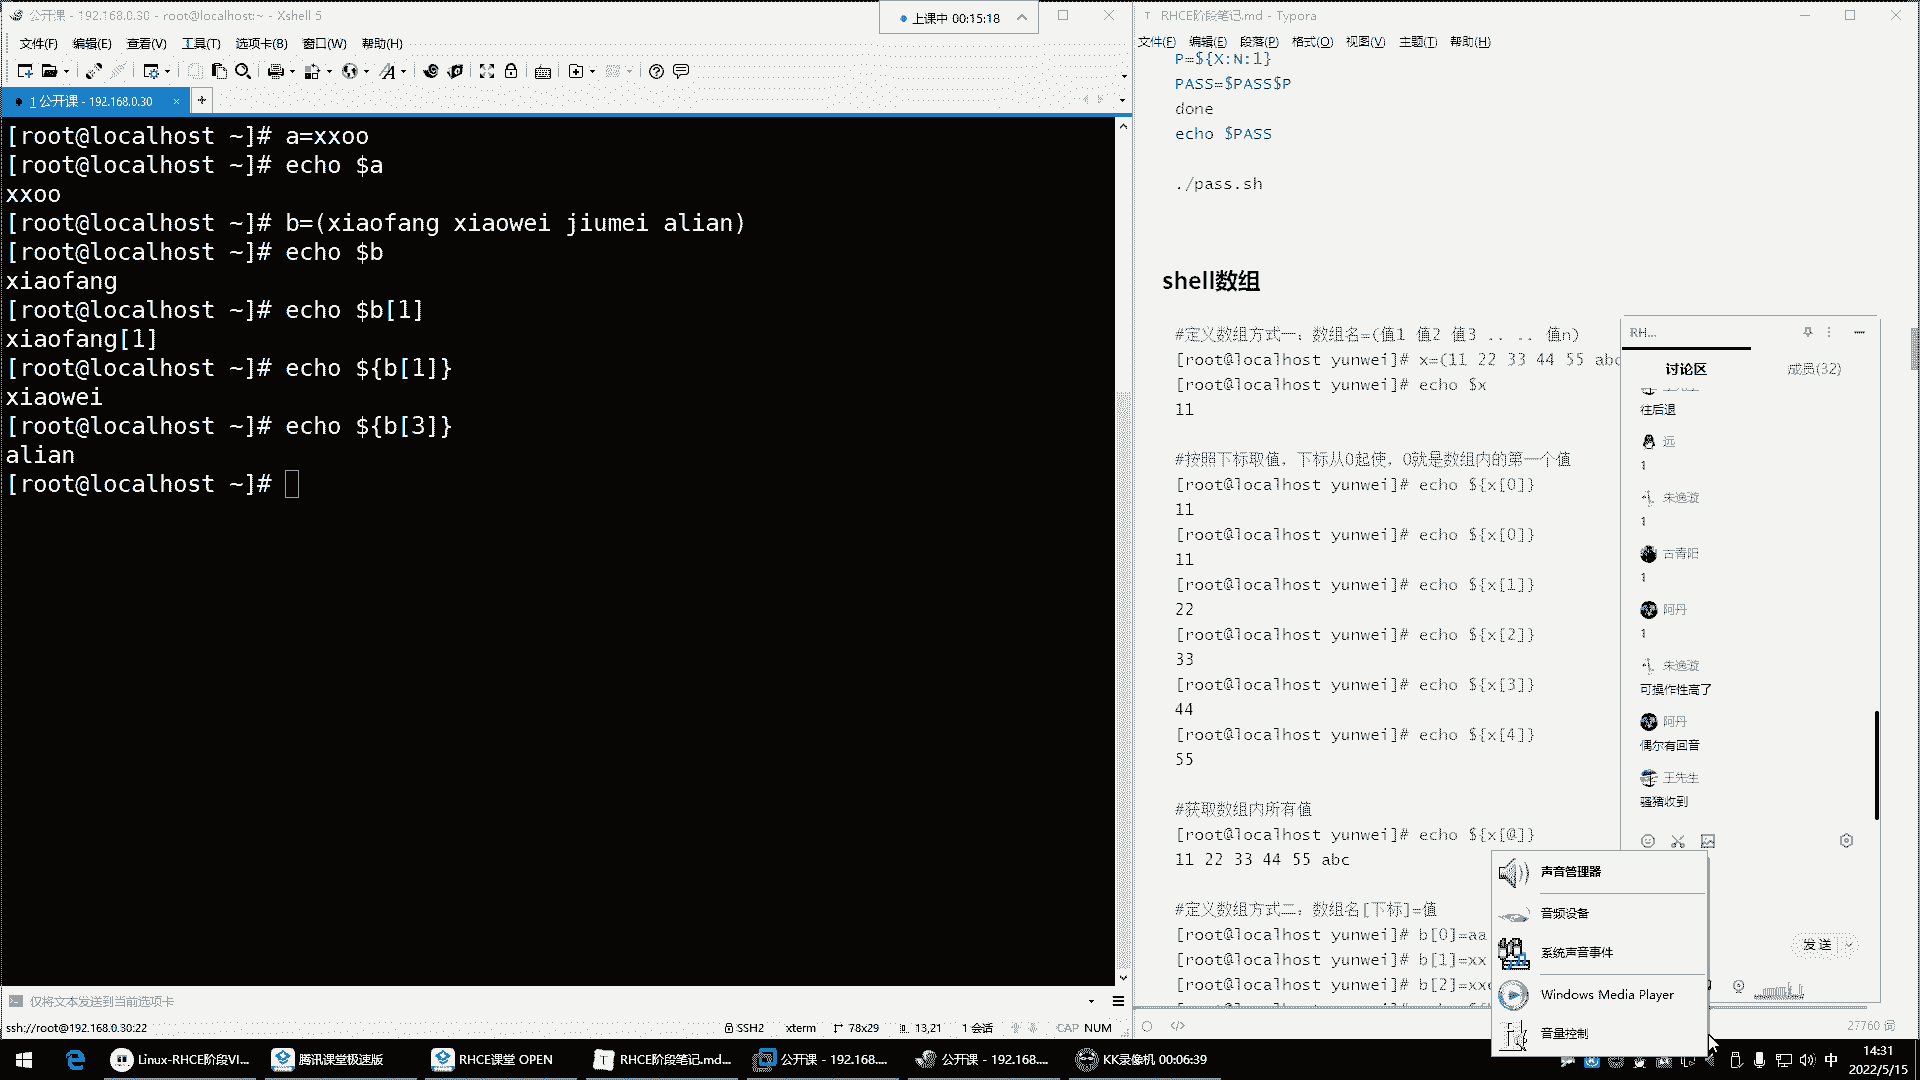 公开课 - 192.168.0.30 - root@localhost:~ - Xshell 5
上课中 00:15:18
文件(F) 编辑(E) 查看(V) 工具(T) 选项卡(B) 窗口(W) 帮助(H)
1 公开课 - 192.168.0.30 × +
[root@localhost ~]# a=xxoo
[root@localhost ~]# echo $a
xxoo
[root@localhost ~]# b=(xiaofang xiaowei jiumei alian)
[root@localhost ~]# echo $b
xiaofang
[root@localhost ~]# echo $b[1]
xiaofang[1]
[root@localhost ~]# echo ${b[1]}
xiaowei
[root@localhost ~]# echo ${b[3]}
alian
[root@localhost ~]#
仅将文本发送到当前选项卡
ssh://root@192.168.0.30:22
SSH2 xterm 78x29 13,21 1 会话 CAP NUM
RHCE阶段笔记.md - Typora
文件(F) 编辑(E) 段落(P) 格式(O) 视图(V) 主题(T) 帮助(H)
P=${X:N:1}
PASS=$PASS$P
done
echo $PASS
./pass.sh
shell数组
#定义数组方式一：数组名=(值1 值2 值3 .. .. 值n)
[root@localhost yunwei]# x=(11 22 33 44 55 abc
[root@localhost yunwei]# echo $x
11
#按照下标取值，下标从0起使，0就是数组内的第一个值
[root@localhost yunwei]# echo ${x[0]}
11
[root@localhost yunwei]# echo ${x[0]}
11
[root@localhost yunwei]# echo ${x[1]}
22
[root@localhost yunwei]# echo ${x[2]}
33
[root@localhost yunwei]# echo ${x[3]}
44
[root@localhost yunwei]# echo ${x[4]}
55
#获取数组内所有值
[root@localhost yunwei]# echo ${x[@]}
11 22 33 44 55 abc
#定义数组方式二：数组名[下标]=值
[root@localhost yunwei]# b[0]=aa
[root@localhost yunwei]# b[1]=xx
[root@localhost yunwei]# b[2]=xx
27760 词
RH...
讨论区 成员(32)
往后退
远
1
朱逸璇
1
古青阳
1
阿丹
1
朱逸璇
可操作性高了
阿丹
偶尔有回音
王先生
骚猪收到
发送
声音管理器
音频设备
系统声音事件
Windows Media Player
音量控制
Linux-RHCE阶段VI...
腾讯课堂极速版
RHCE课堂 OPEN
RHCE阶段笔记.md...
公开课 - 192.168....
公开课 - 192.168....
KK录像机 00:06:39
中
14:31
2022/5/15